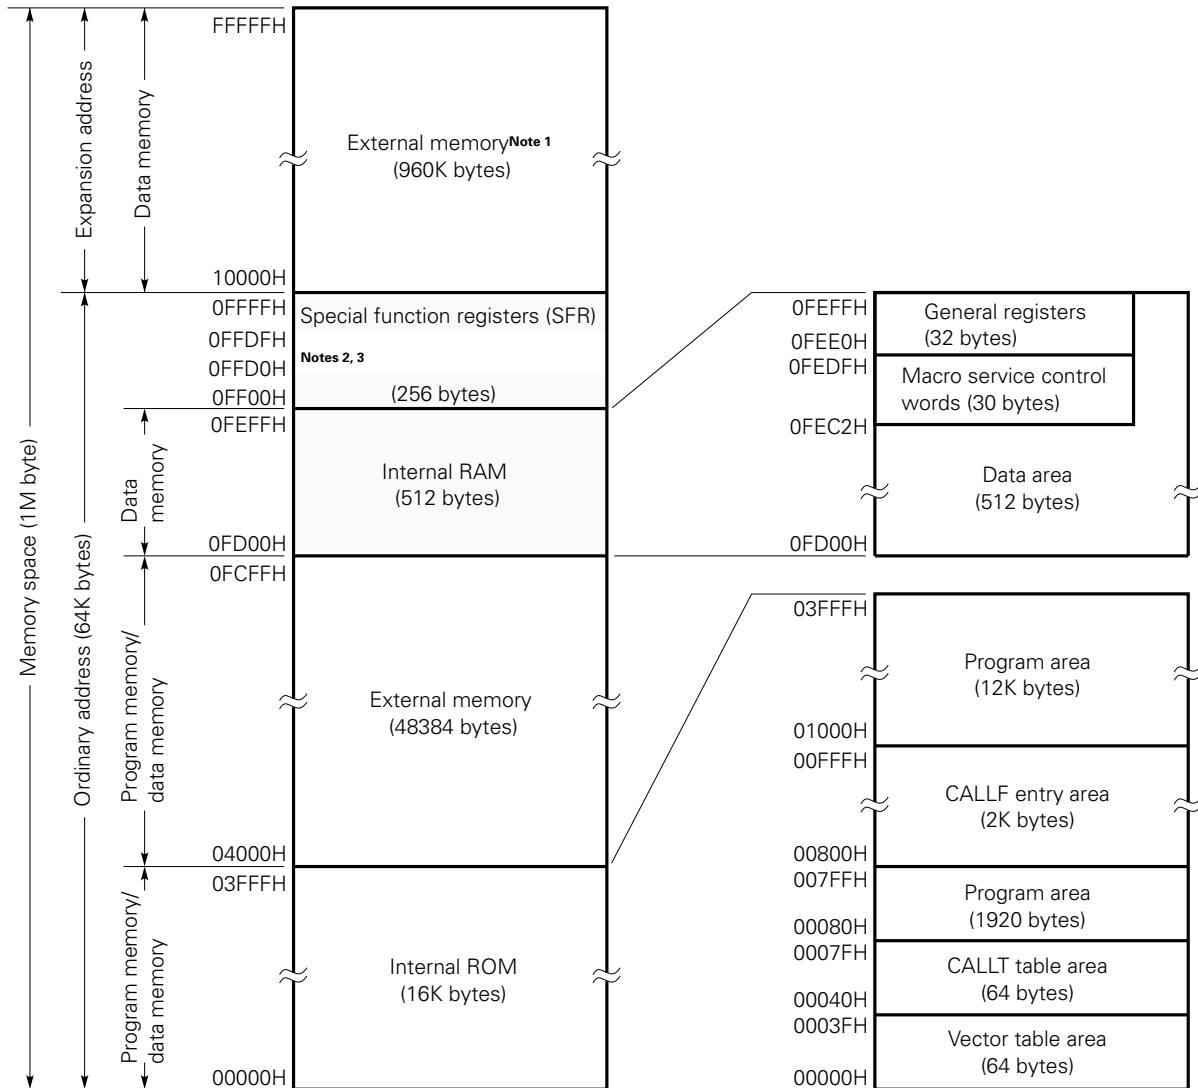 Memory space (1M byte)
Expansion address
Ordinary address (64K bytes)
Data memory
Data
memory
Program memory/
data memory
Program memory/
data memory
FFFFFH
External memory Note 1
(960K bytes)
10000H
0FFFFH
Special function registers (SFR)
0FFDFH
Notes 2, 3
0FFD0H
0FF00H
(256 bytes)
0FEFFH
Internal RAM
(512 bytes)
0FD00H
0FCFFH
External memory
(48384 bytes)
04000H
03FFFH
Internal ROM
(16K bytes)
00000H
0FEFFH
General registers
(32 bytes)
0FEE0H
0FEDFH
Macro service control
words (30 bytes)
0FEC2H
Data area
(512 bytes)
0FD00H
03FFFH
Program area
(12K bytes)
01000H
00FFFH
CALLF entry area
(2K bytes)
00800H
007FFH
Program area
(1920 bytes)
00080H
0007FH
CALLT table area
(64 bytes)
00040H
0003FH
Vector table area
(64 bytes)
00000H